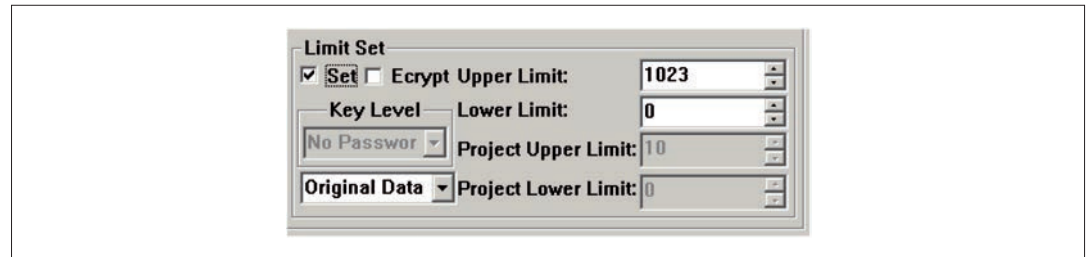 Limit Set
Set Ecrypt Upper Limit: 1023
Key Level Lower Limit: 0
No Passwor Project Upper Limit: 10
Original Data Project Lower Limit: 0